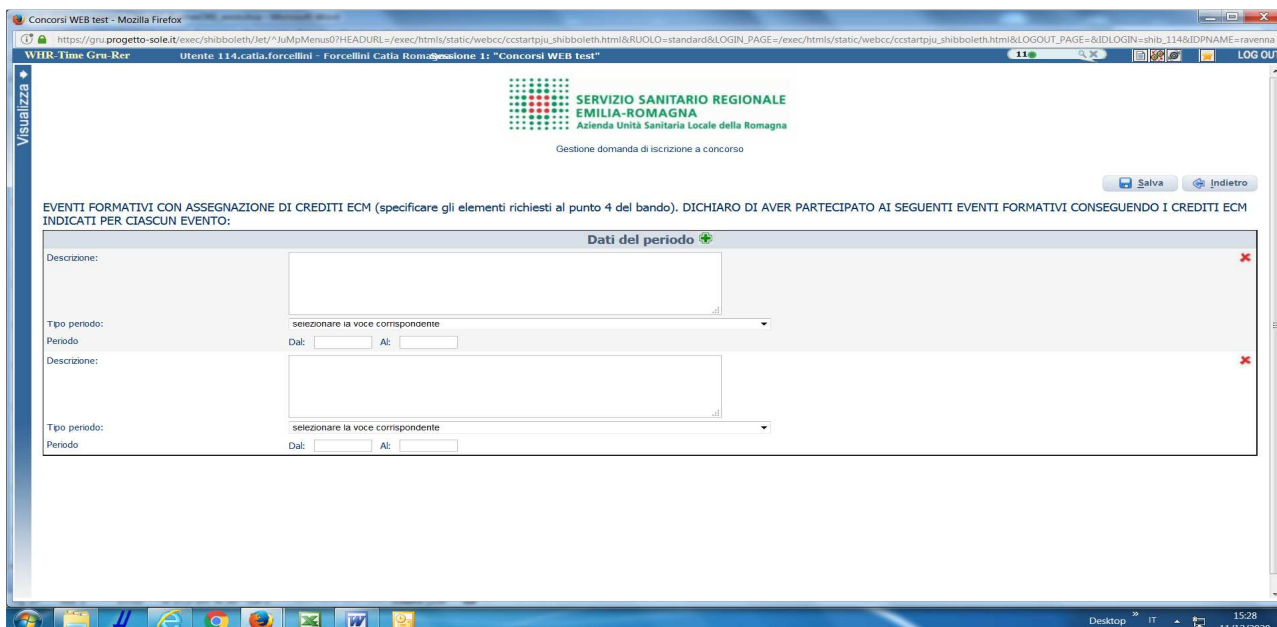 Concorsi WEB test - Mozilla Firefox
https://gru.progetto-sole.it/exec/shibboleth/Jet/^JuMpMenus0?HEADURL=/exec/htmls/static/webcc/ccstartpju_shibboleth.html&RUOLO=standard&LOGIN_PAGE=/exec/htmls/static/webcc/ccstartpju_shibboleth.html&LOGOUT_PAGE=&IDLOGIN=shib_114&IDPNAME=ravenna
WHR-Time Gru-Rer Utente 114.catia.forcellini - Forcellini Catia Sessione 1: "Concorsi WEB test" 11 LOG OU
Visualizza
SERVIZIO SANITARIO REGIONALE
EMILIA-ROMAGNA
Azienda Unità Sanitaria Locale della Romagna
Gestione domanda di iscrizione a concorso
Salva Indietro
EVENTI FORMATIVI CON ASSEGNAZIONE DI CREDITI ECM (specificare gli elementi richiesti al punto 4 del bando). DICHIARO DI AVER PARTECIPATO AI SEGUENTI EVENTI FORMATIVI CONSEGUENDO I CREDITI ECM
INDICATI PER CIASCUN EVENTO:
Dati del periodo
Descrizione:
Tipo periodo: selezionare la voce corrispondente
Periodo Dal: Al:
Descrizione:
Tipo periodo: selezionare la voce corrispondente
Periodo Dal: Al:
Desktop » IT 15:28
11/12/2020